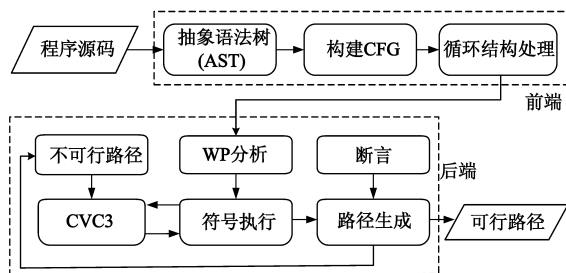 程序源码
抽象语法树
(AST)
构建CFG
循环结构处理
前端
不可行路径
WP分析
断言
后端
CVC3
符号执行
路径生成
可行路径